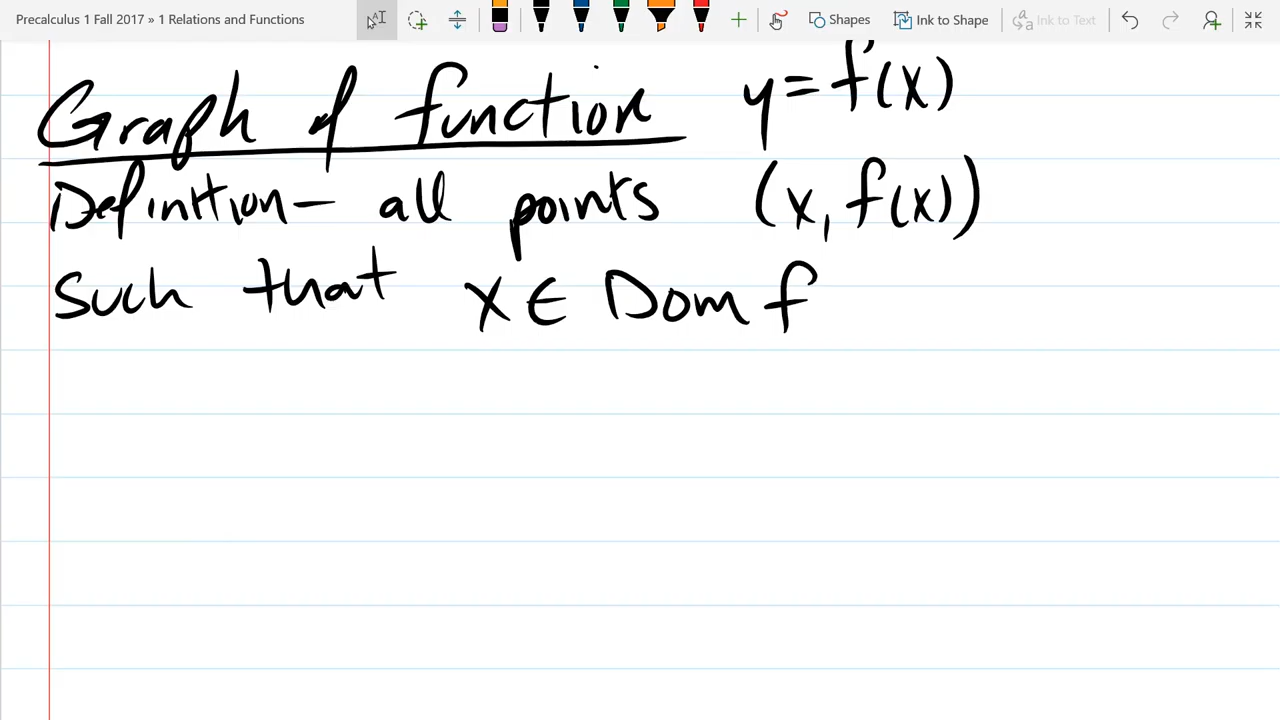 Precalculus 1 Fall 2017 » 1 Relations and Functions Shapes Ink to Shape Ink to Text
Graph of function y=f(x)
Definition- all points (x, f(x))
Such that x ∈ Dom f